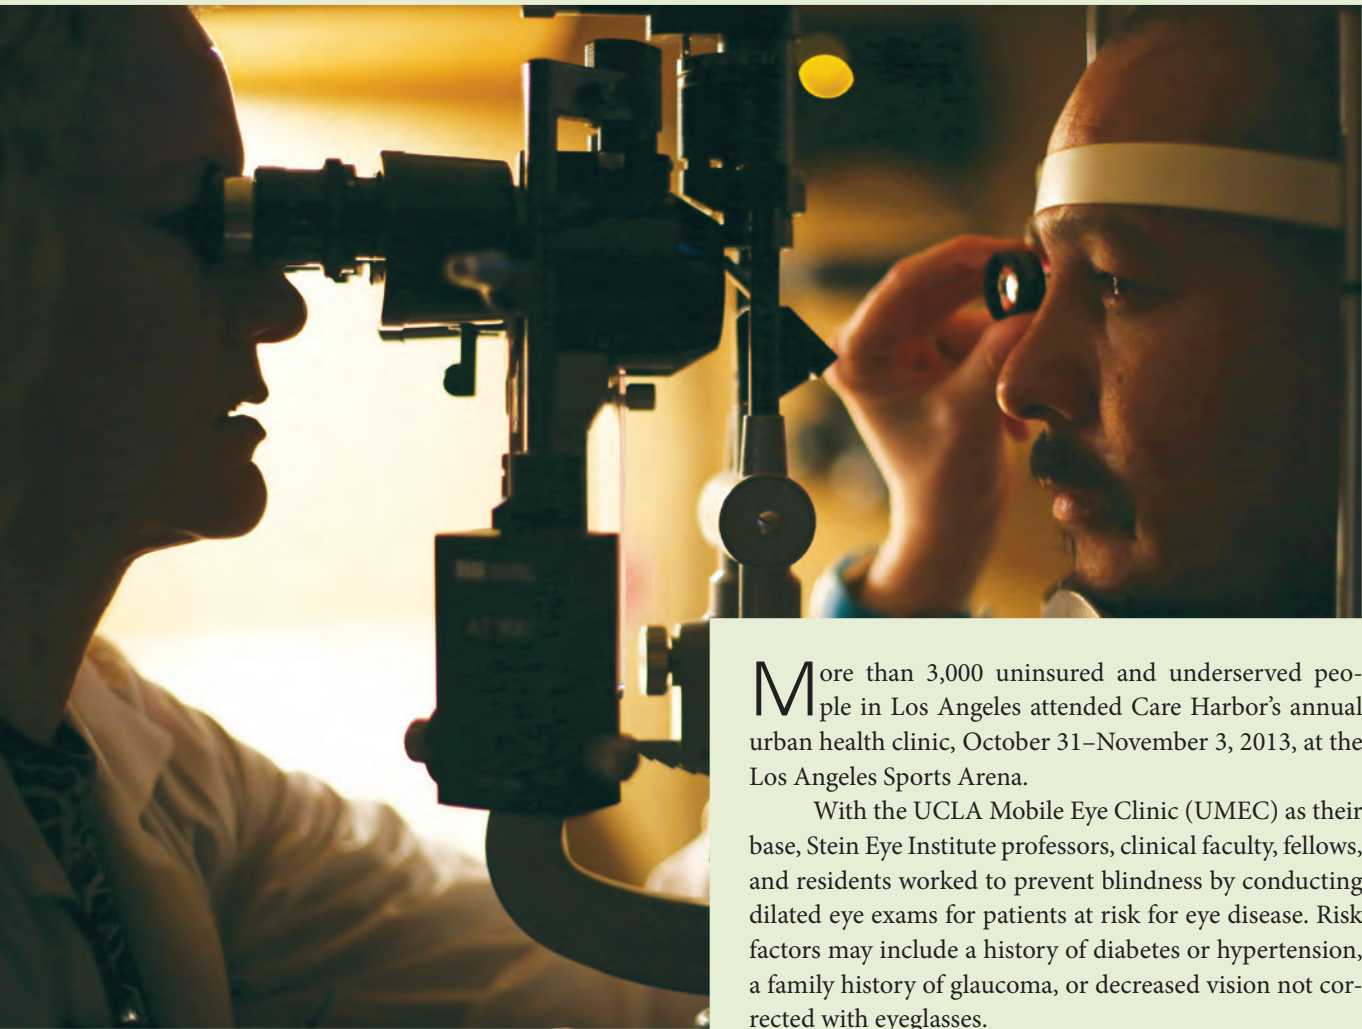 More than 3,000 uninsured and underserved peo-
ple in Los Angeles attended Care Harbor's annual
urban health clinic, October 31–November 3, 2013, at the
Los Angeles Sports Arena.
With the UCLA Mobile Eye Clinic (UMEC) as their
base, Stein Eye Institute professors, clinical faculty, fellows,
and residents worked to prevent blindness by conducting
dilated eye exams for patients at risk for eye disease. Risk
factors may include a history of diabetes or hypertension,
a family history of glaucoma, or decreased vision not cor-
rected with eyeglasses.